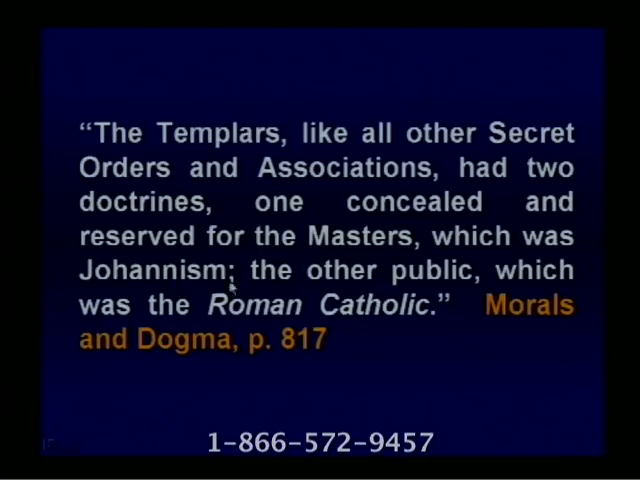 “The Templars, like all other Secret
Orders and Associations, had two
doctrines, one concealed and
reserved for the Masters, which was
Johannism; the other public, which
was the Roman Catholic.” Morals
and Dogma, p. 817
1-866-572-9457